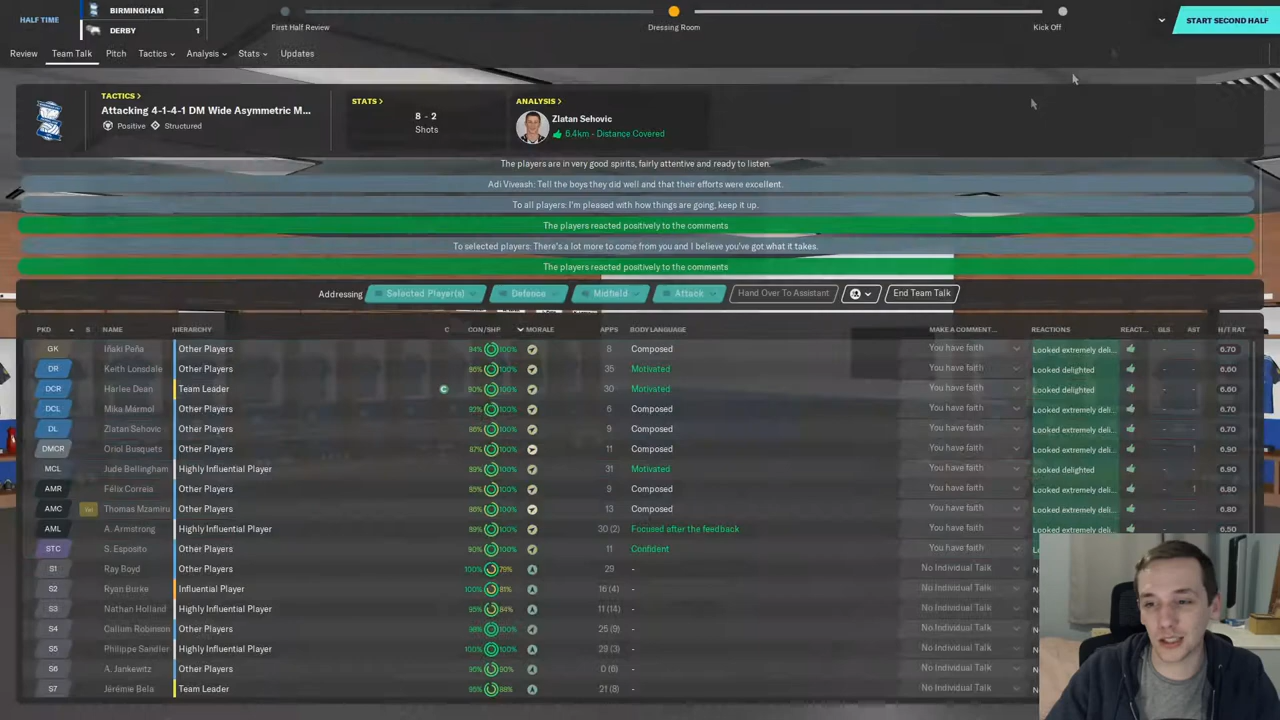 HALF TIME
BIRMINGHAM 2
DERBY 1
First Half Review
Dressing Room
Kick Off
START SECOND HALF
Review Team Talk Pitch Tactics Analysis Stats Updates
TACTICS >
Attacking 4-1-4-1 DM Wide Asymmetric M...
Positive Structured
STATS >
8 - 2
Shots
ANALYSIS >
Zlatan Sehovic
- Distance Covered
The players are in very good spirits, fairly attentive and ready to listen.
Adi Viveash: Tell the boys they did well and that their efforts were excellent.
To all players: I'm pleased with how things are going, keep it up.
The players reacted positively to the comments
To selected players: There's a lot more to come from you and I believe you've got what it takes.
The players reacted positively to the comments
Addressing Selected Player(s) Defence Midfield Attack Hand Over To Assistant End Team Talk
PKD S NAME HIERARCHY C CON/SHP MORALE APPS BODY LANGUAGE MAKE A COMMENT... REACTIONS REACT... GLS AST H/T RAT
GK Iñaki Peña Other Players 94% 100% 8 Composed You have faith Looked extremely deli... - - 6.70
DR Keith Lonsdale Other Players 100% 35 Motivated You have faith Looked delighted - - 6.60
DCR Harlee Dean Team Leader C 90% 100% 30 Motivated You have faith Looked delighted - - 6.60
DCL Mika Mármol Other Players 100% 6 Composed You have faith Looked extremely deli... - - 6.70
DL Zlatan Sehovic Other Players 100% 9 Composed You have faith Looked extremely deli... - - 6.70
DMCR Oriol Busquets Other Players 87% 100% 11 Composed You have faith Looked extremely deli... - 1 6.90
MCL Jude Bellingham Highly Influential Player 89% 100% 31 Motivated You have faith Looked delighted - - 6.90
AMR Félix Correia Other Players 100% 9 Composed You have faith Looked extremely deli... - 1 6.80
AMC Thomas Mzamiru Other Players 100% 13 Composed You have faith Looked extremely deli... - - 6.80
AML A. Armstrong Highly Influential Player 89% 100% 30 (2) Focused after the feedback You have faith Looked extremely deli... - - 6.50
STC S. Esposito Other Players 90% 100% 11 Confident You have faith
S1 Ray Boyd Other Players 100% 79% 29 - No Individual Talk
S2 Ryan Burke Influential Player 100% 81% 16 (4) - No Individual Talk
S3 Nathan Holland Highly Influential Player 84% 11 (14) - No Individual Talk
S4 Callum Robinson Other Players 100% 25 (9) - No Individual Talk
S5 Philippe Sandler Highly Influential Player 100% 100% 29 (3) - No Individual Talk
S6 A. Jankewitz Other Players 90% 0 (6) - No Individual Talk
S7 Jérémie Bela Team Leader 21 (8) - No Individual Talk